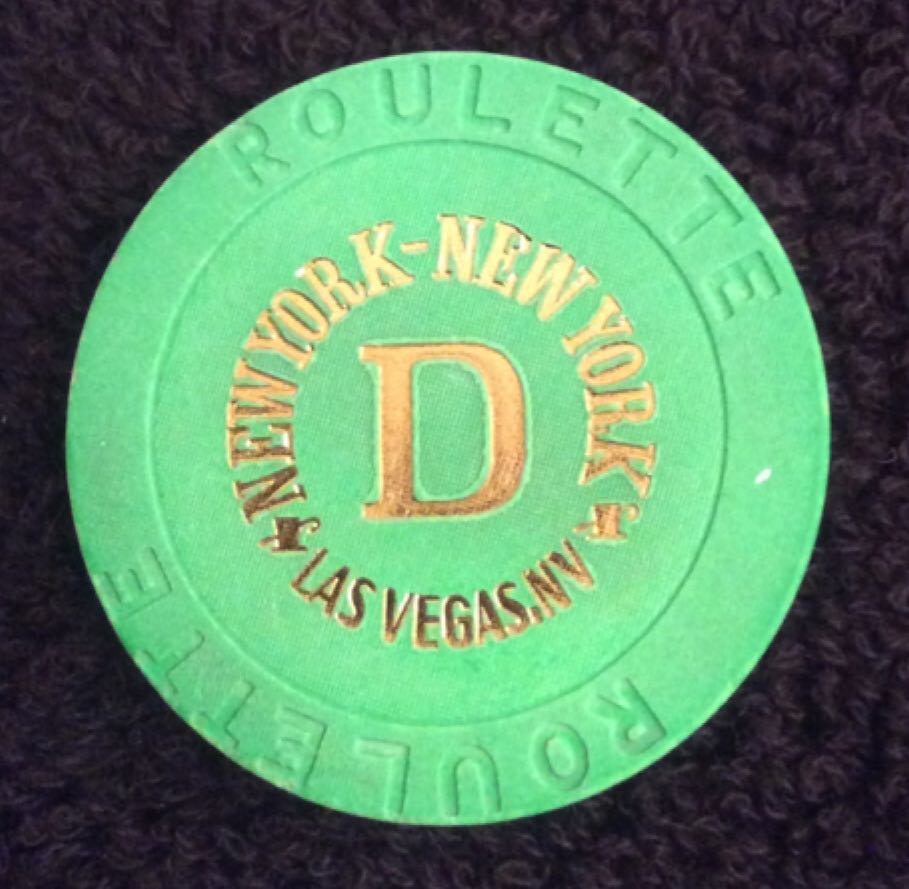 ROULETTE
NEW YORK-NEW YORK
D
LAS VEGAS.NV
ROULETTE